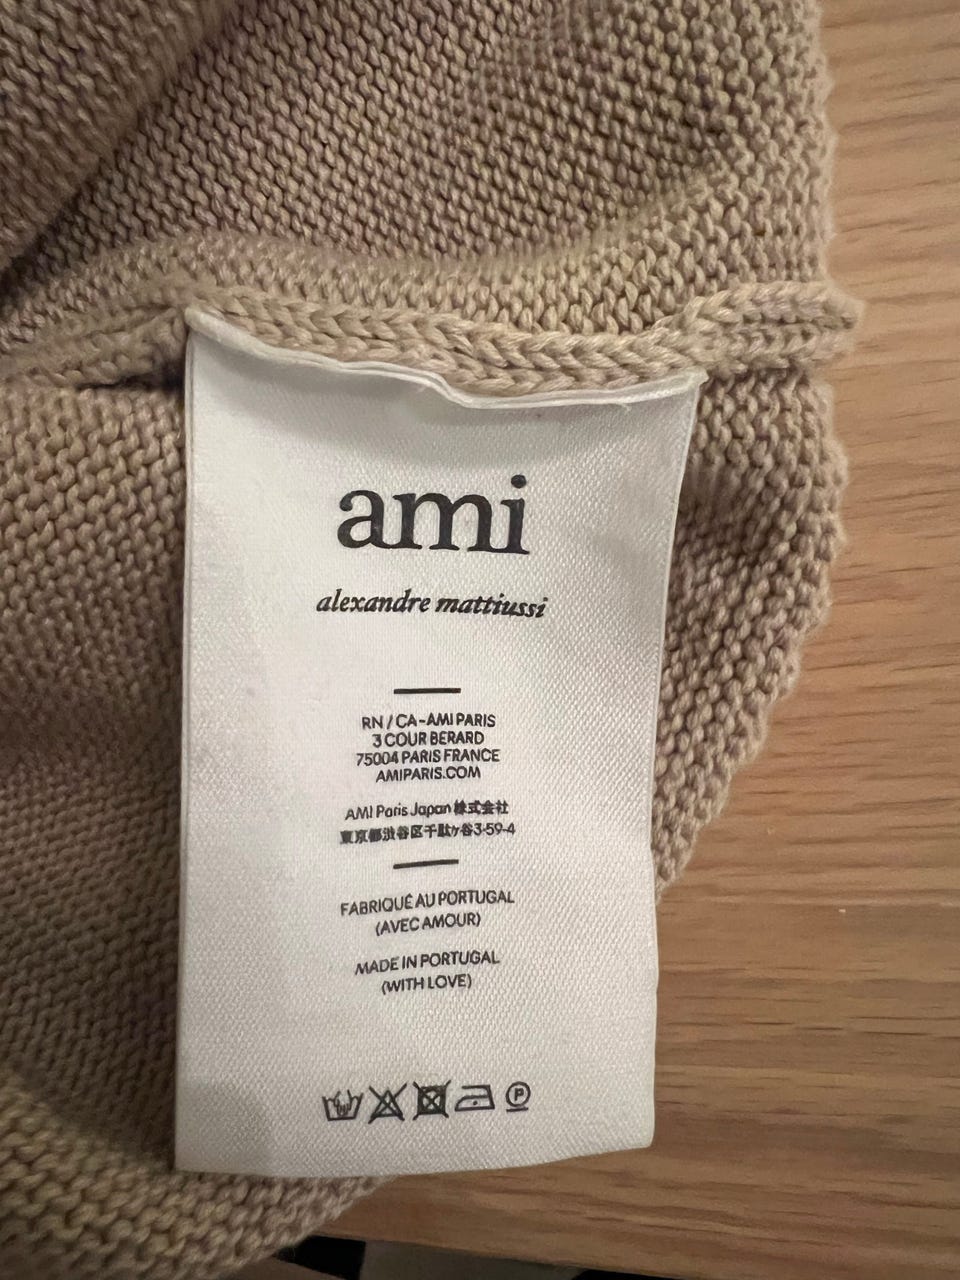 ami
alexandre mattiussi
RN / CA-AMI PARIS
3 COUR BERARD
75004 PARIS FRANCE
AMIPARIS.COM
AMI Paris Japan 株式会社
東京都渋谷区千駄ヶ谷3-59-4
FABRIQUÉ AU PORTUGAL
(AVEC AMOUR)
MADE IN PORTUGAL
(WITH LOVE)
P